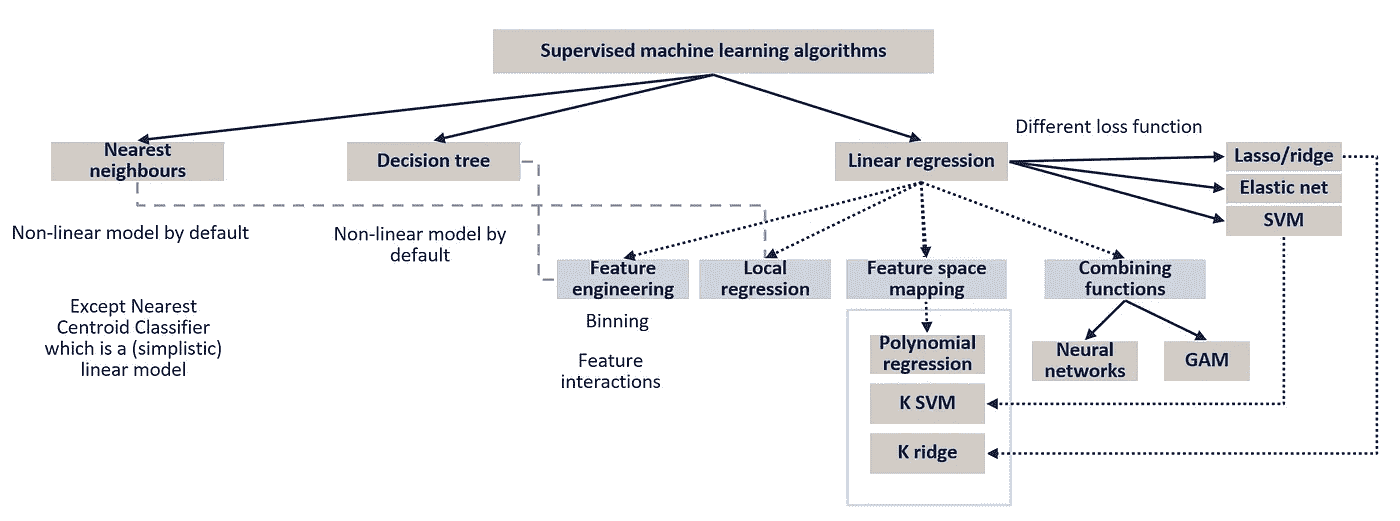 Supervised machine learning algorithms
Different loss function
Nearest
neighbours
Decision tree
Linear regression
Lasso/ridge
Elastic net
SVM
Non-linear model by default
Non-linear model by
default
Feature
engineering
Local
regression
Feature space
mapping
Combining
functions
Except Nearest
Centroid Classifier
which is a (simplistic)
linear model
Binning
Feature
interactions
Polynomial
regression
K SVM
K ridge
Neural
networks
GAM